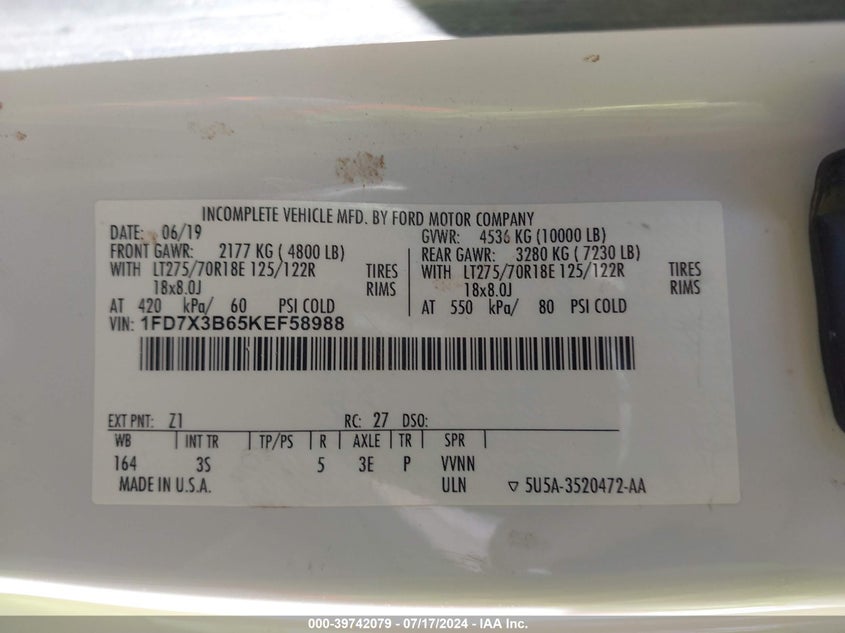 INCOMPLETE VEHICLE MFD. BY FORD MOTOR COMPANY
DATE: 06/19 GVWR: 4536 KG (10000 LB)
FRONT GAWR: 2177 KG ( 4800 LB) REAR GAWR: 3280 KG ( 7230 LB)
WITH LT275/70R18E 125/122R TIRES WITH LT275/70R18E 125/122R TIRES
18x8.0J RIMS 18x8.0J RIMS
AT 420 kPa/ 60 PSI COLD AT 550 kPa/ 80 PSI COLD
VIN: 1FD7X3B65KEF58988
EXT PNT: Z1 RC: 27 DSO:
WB INT TR TP/PS R AXLE TR SPR
164 3S 5 3E P VVNN
MADE IN U.S.A. ULN ▽ 5U5A-3520472-AA
000-39742079 - 07/17/2024 - IAA Inc.